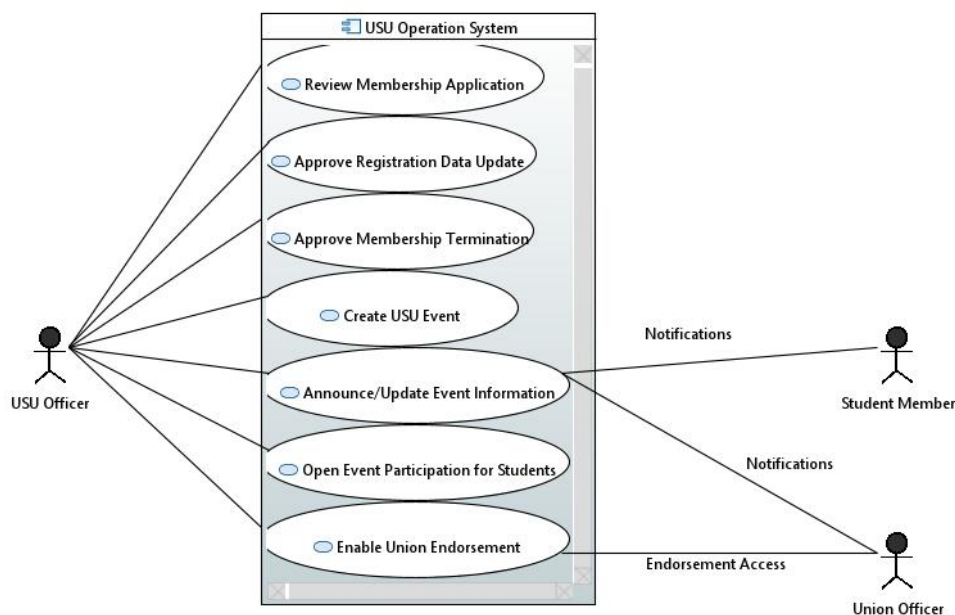 USU Operation System
Review Membership Application
Approve Registration Data Update
Approve Membership Termination
Create USU Event
Announce/Update Event Information
Open Event Participation for Students
Enable Union Endorsement
USU Officer
Notifications
Student Member
Notifications
Endorsement Access
Union Officer